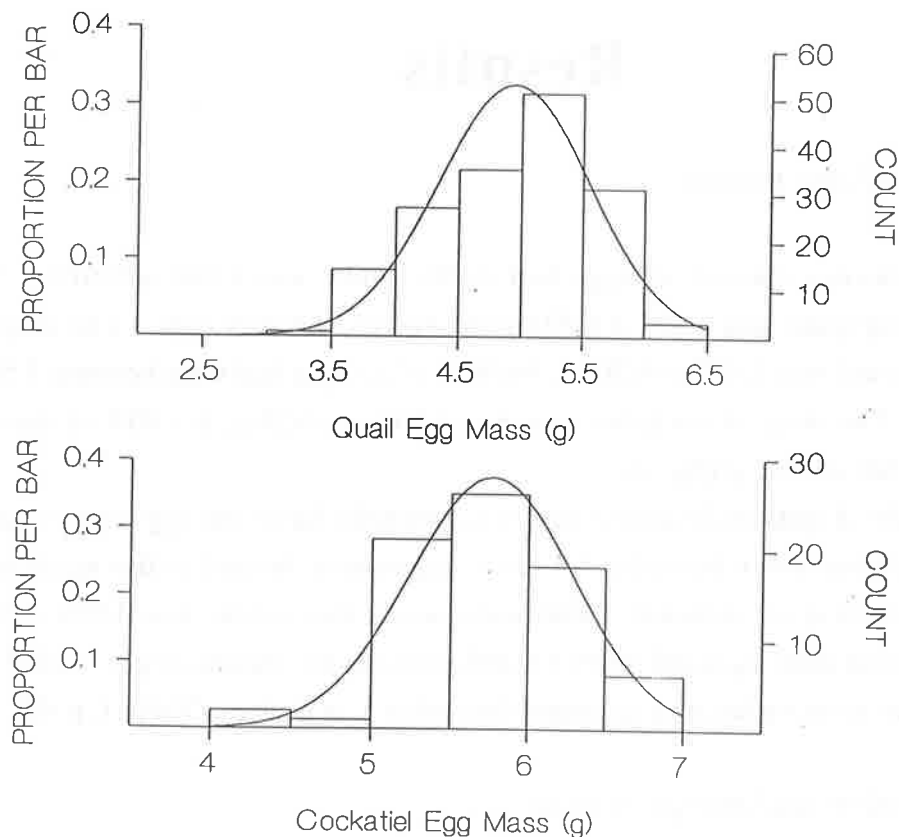 PROPORTION PER BAR
0.4
0.3
0.2
0.1
60
50
40
30
20
10
COUNT
2.5 3.5 4.5 5.5 6.5
Quail Egg Mass (g)
PROPORTION PER BAR
0.4
0.3
0.2
0.1
30
20
10
COUNT
4 5 6 7
Cockatiel Egg Mass (g)